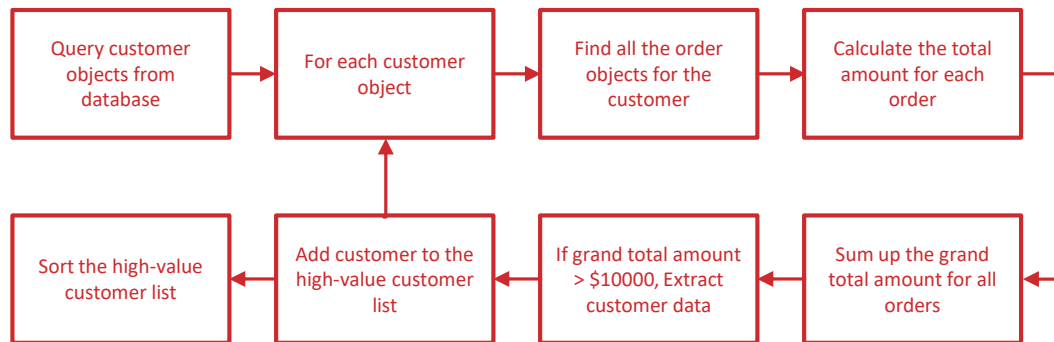 Query customer
objects from
database
For each customer
object
Find all the order
objects for the
customer
Calculate the total
amount for each
order
Sort the high-value
customer list
Add customer to the
high-value customer
list
If grand total amount
> $10000, Extract
customer data
Sum up the grand
total amount for all
orders